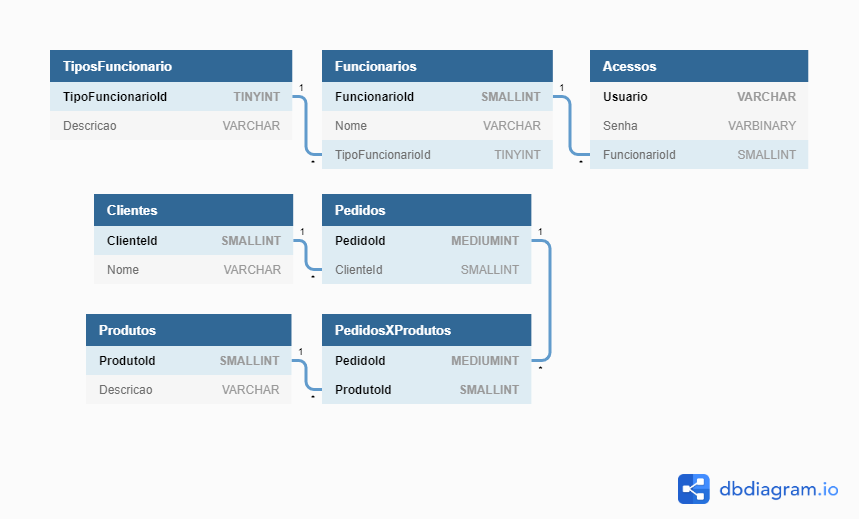 TiposFuncionario
TipoFuncionarioId TINYINT
Descricao VARCHAR
1
*
Funcionarios
FuncionarioId SMALLINT
Nome VARCHAR
TipoFuncionarioId TINYINT
1
*
Acessos
Usuario VARCHAR
Senha VARBINARY
FuncionarioId SMALLINT
Clientes
ClienteId SMALLINT
Nome VARCHAR
1
*
Pedidos
PedidoId MEDIUMINT
ClienteId SMALLINT
1
*
Produtos
ProdutoId SMALLINT
Descricao VARCHAR
1
*
PedidosXProdutos
PedidoId MEDIUMINT
ProdutoId SMALLINT
dbdiagram.io